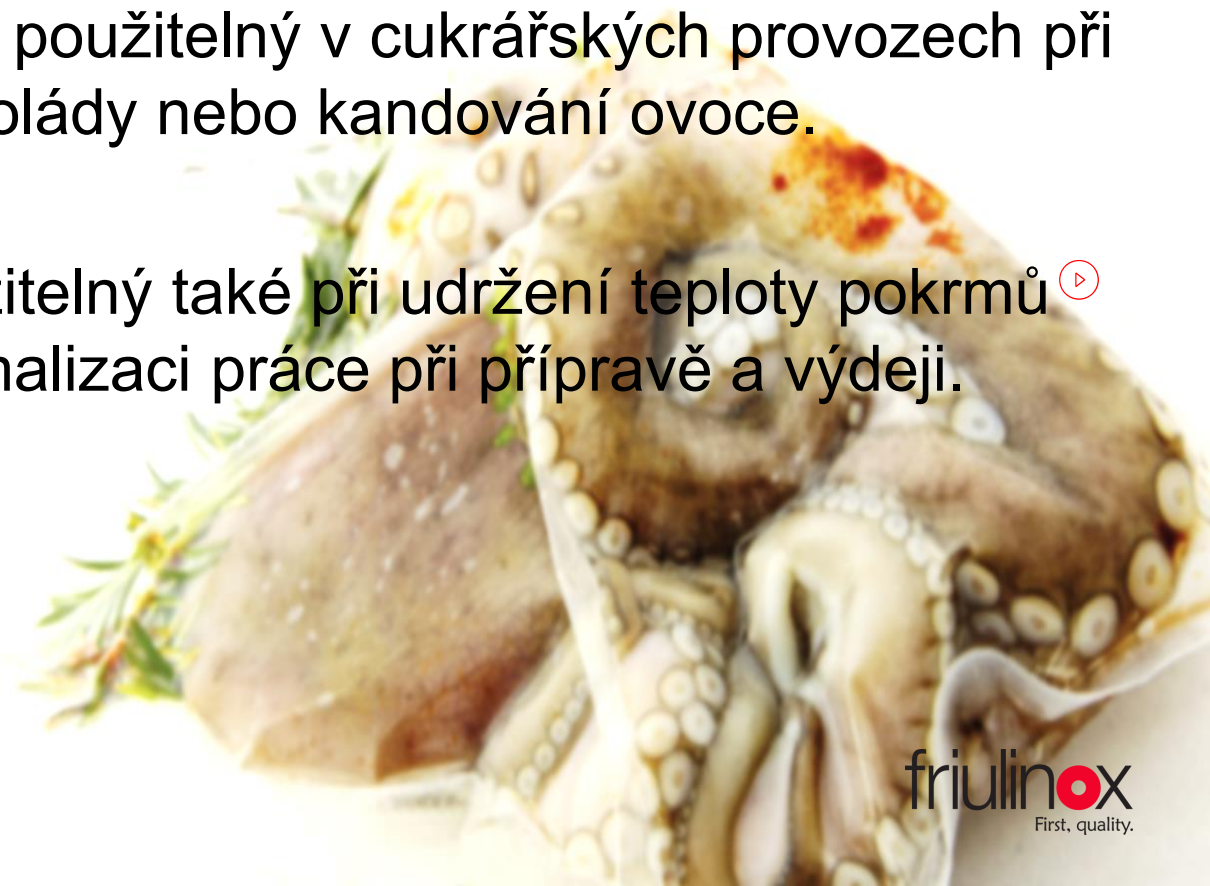 použitelný v cukrářských provozech při
olády nebo kandování ovoce.
itelný také při udržení teploty pokrmů
nalizaci práce při přípravě a výdeji.
friulinox
First, quality.